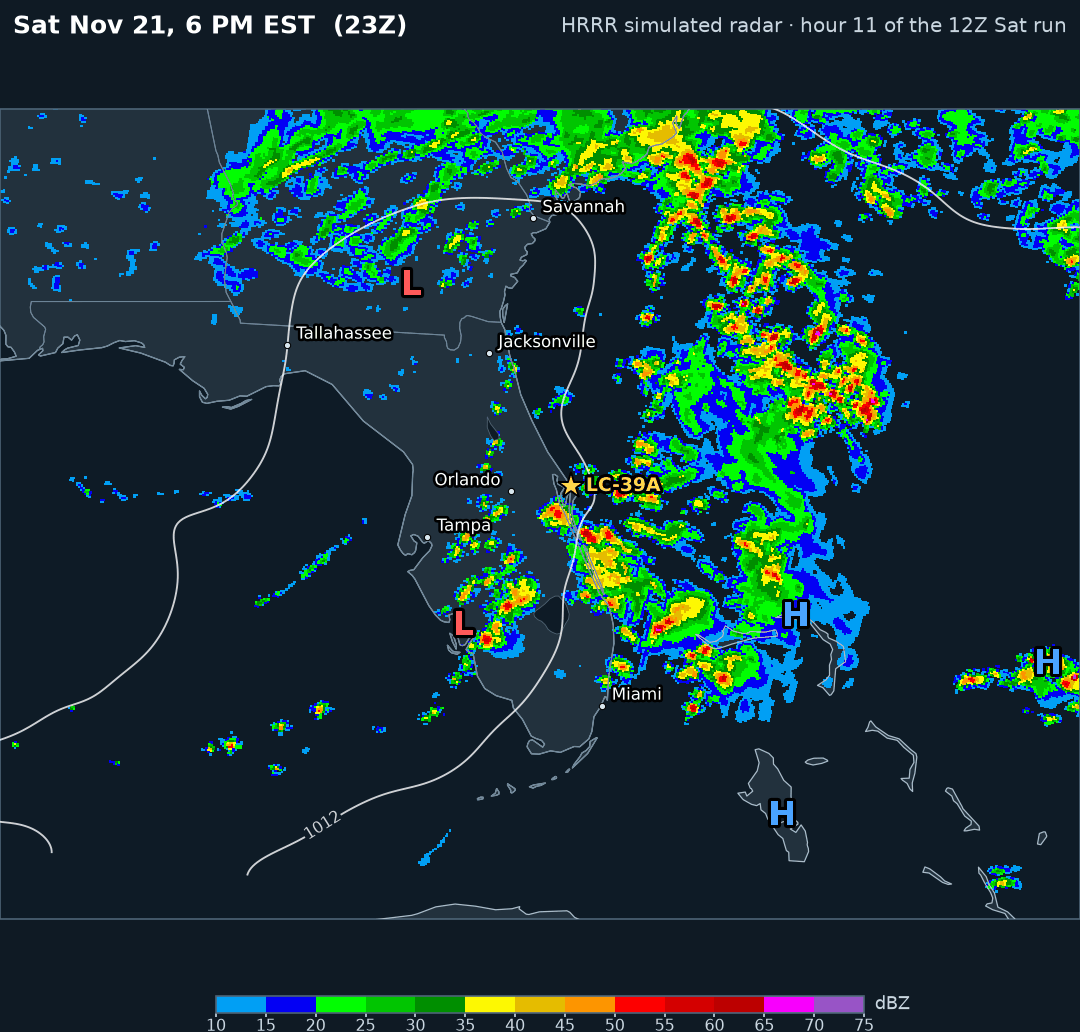 Sat Nov 21, 6 PM EST (23Z)
HRRR simulated radar · hour 11 of the 12Z Sat run
Savannah
L
Tallahassee
Jacksonville
Orlando
LC-39A
Tampa
H
L
H
Miami
H
1012
dBZ
10 15 20 25 30 35 40 45 50 55 60 65 70 75